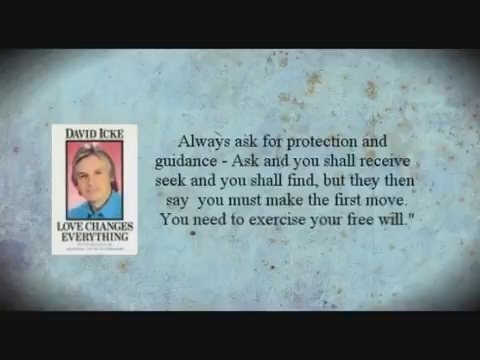 DAVID ICKE
LOVE CHANGES
EVERYTHING
Always ask for protection and
guidance - Ask and you shall receive
seek and you shall find, but they then
say you must make the first move.
You need to exercise your free will."